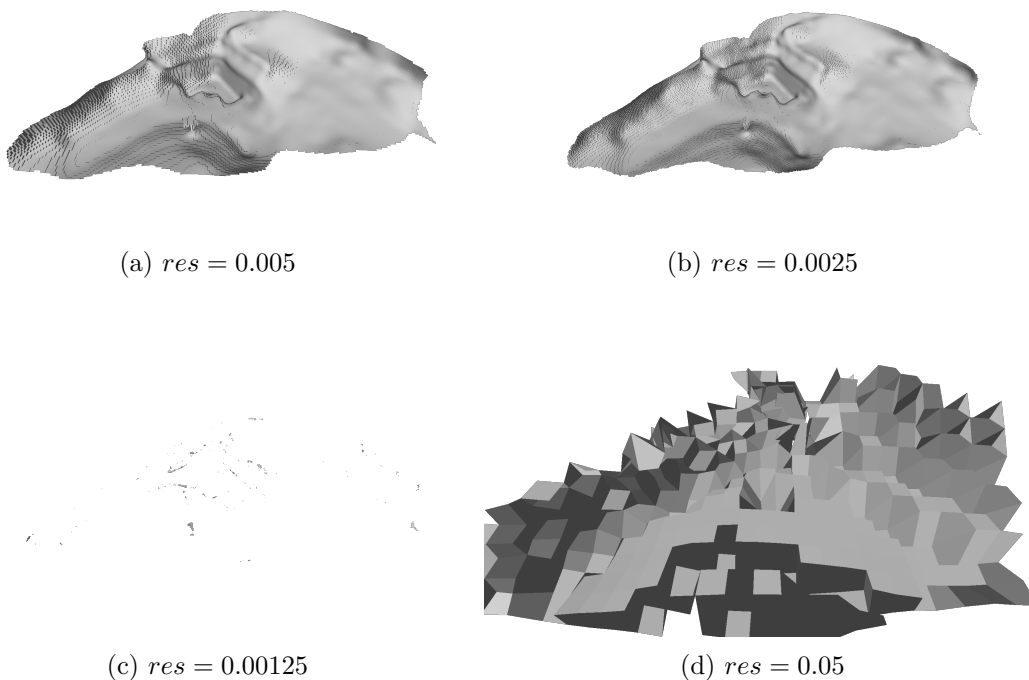 (a) res = 0.005
(b) res = 0.0025
(c) res = 0.00125
(d) res = 0.05